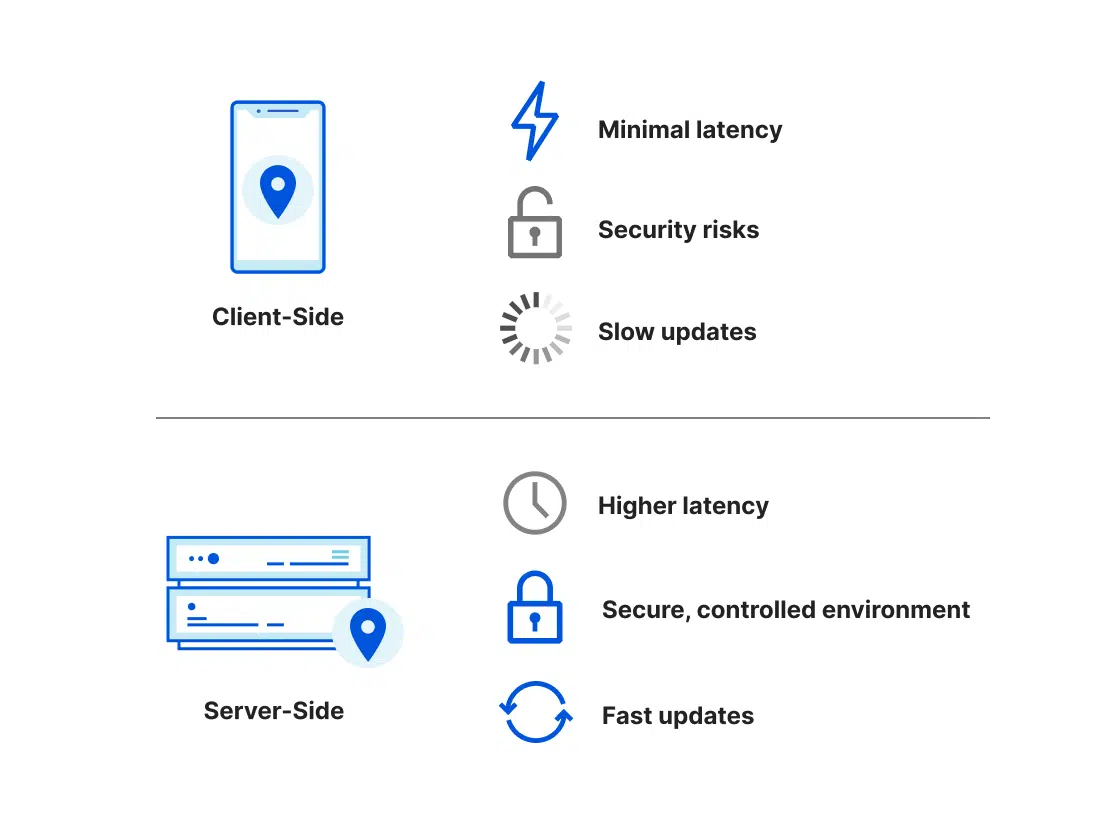 Minimal latency
Security risks
Client-Side
Slow updates
Higher latency
Secure, controlled environment
Server-Side
Fast updates